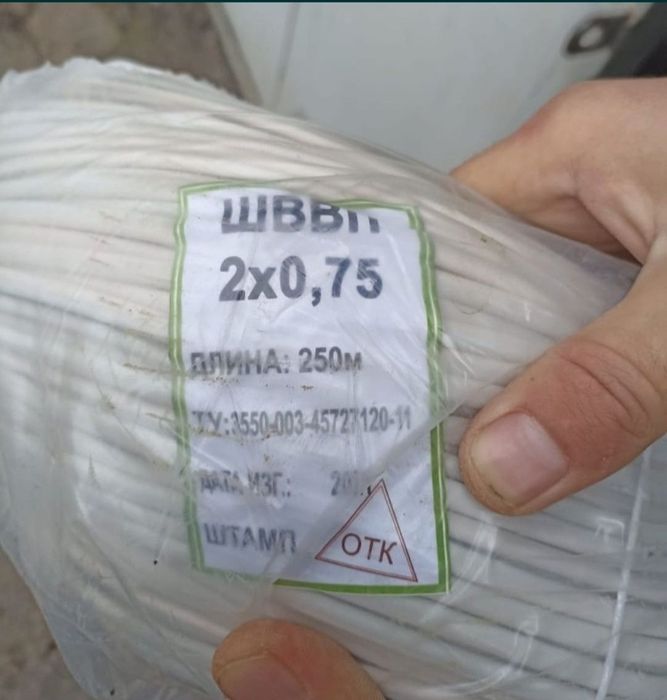 ШВВП
2х0,75
ДЛИНА: 250м
ТУ:3550-003-45727120-11
ДАТА ИЗГ.:
ШТАМП
ОТК